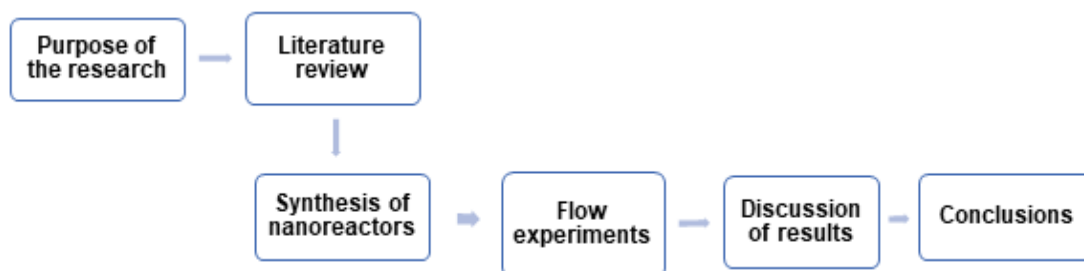 Purpose of
the research
Literature
review
Synthesis of
nanoreactors
Flow
experiments
Discussion
of results
Conclusions